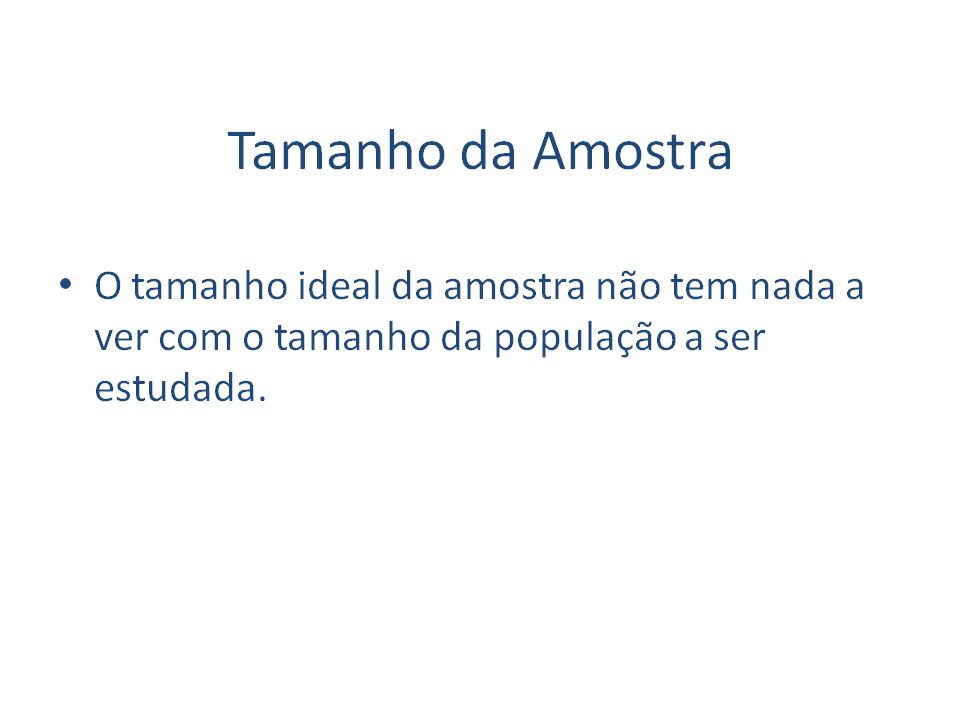 Tamanho da Amostra
• O tamanho ideal da amostra não tem nada a
ver com o tamanho da população a ser
estudada.